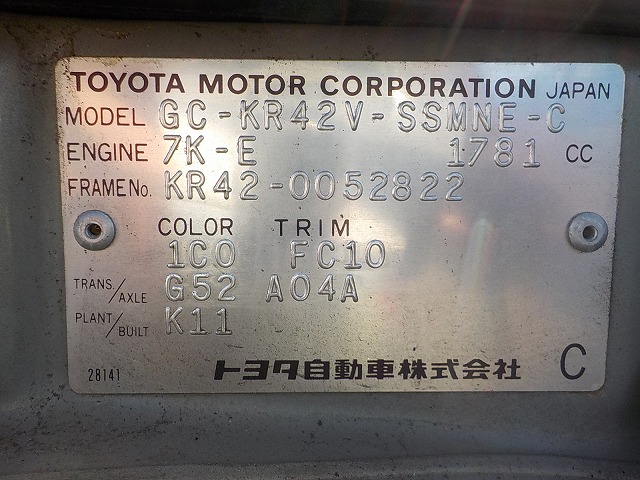 TOYOTA MOTOR CORPORATION JAPAN
MODEL GC-KR42V-SSMNE-C
ENGINE 7K-E 1781 CC
FRAME No. KR42-0052822
COLOR TRIM
1C0 FC10
TRANS./AXLE G52 A04A
PLANT/BUILT K11
28141 トヨタ自動車株式会社 C